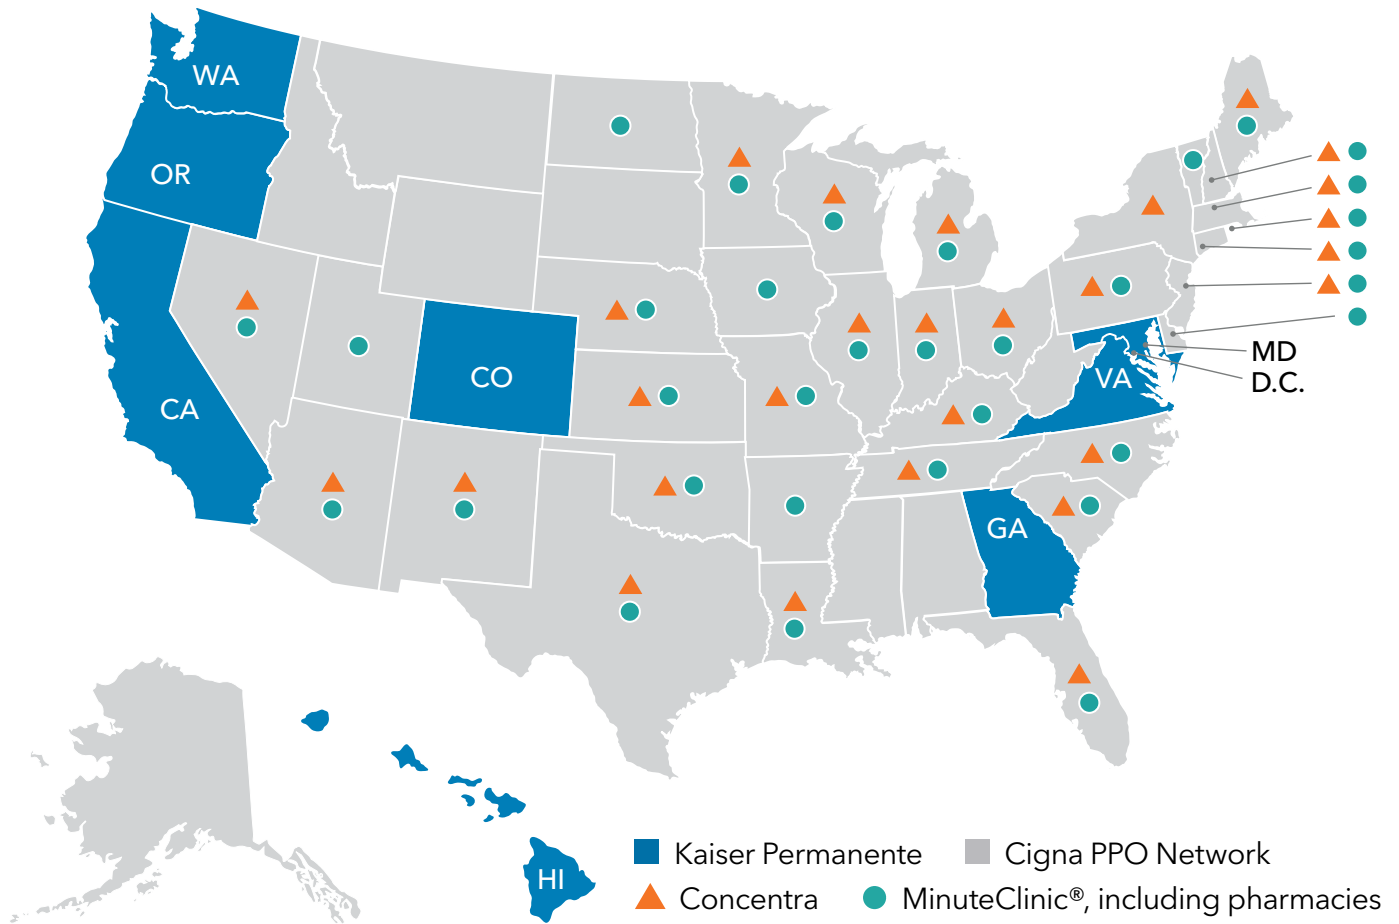 WA
OR
CO
MD
VA
D.C.
CA
GA
HI
Kaiser Permanente
Cigna PPO Network
Concentra
MinuteClinic®, including pharmacies